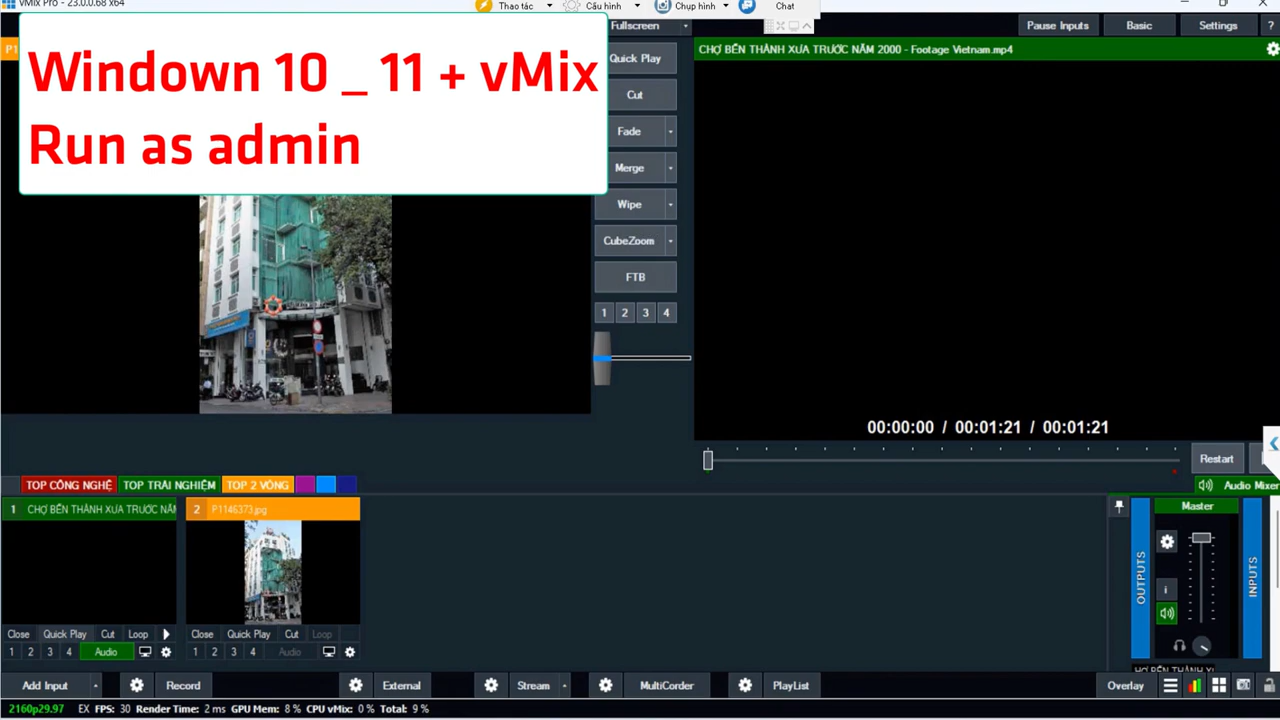 vMix Pro - 23.0.0.68 x64
Thao tác
Cấu hình
Chụp hình
Chat
Windown 10 _ 11 + vMix
Run as admin
Fullscreen
Pause Inputs
Basic
Settings
?
CHỢ BẾN THÀNH XƯA TRƯỚC NĂM 2000 - Footage Vietnam.mp4
Quick Play
Cut
Fade
Merge
Wipe
CubeZoom
FTB
1 2 3 4
00:00:00 / 00:01:21 / 00:01:21
Restart
TOP CÔNG NGHỆ
TOP TRẢI NGHIỆM
TOP 2 VÒNG
Audio Mixer
1 CHỢ BẾN THÀNH XƯA TRƯỚC
2 P1146373.jpg
Master
OUTPUTS
INPUTS
i
Close Quick Play Cut Loop
1 2 3 4 Audio
Close Quick Play Cut Loop
1 2 3 4 Audio
Add Input
Record
External
Stream
MultiCorder
PlayList
Overlay
2160p29.97 EX FPS: 30 Render Time: 2 ms GPU Mem: 8 % CPU vMix: 0 % Total: 9 %